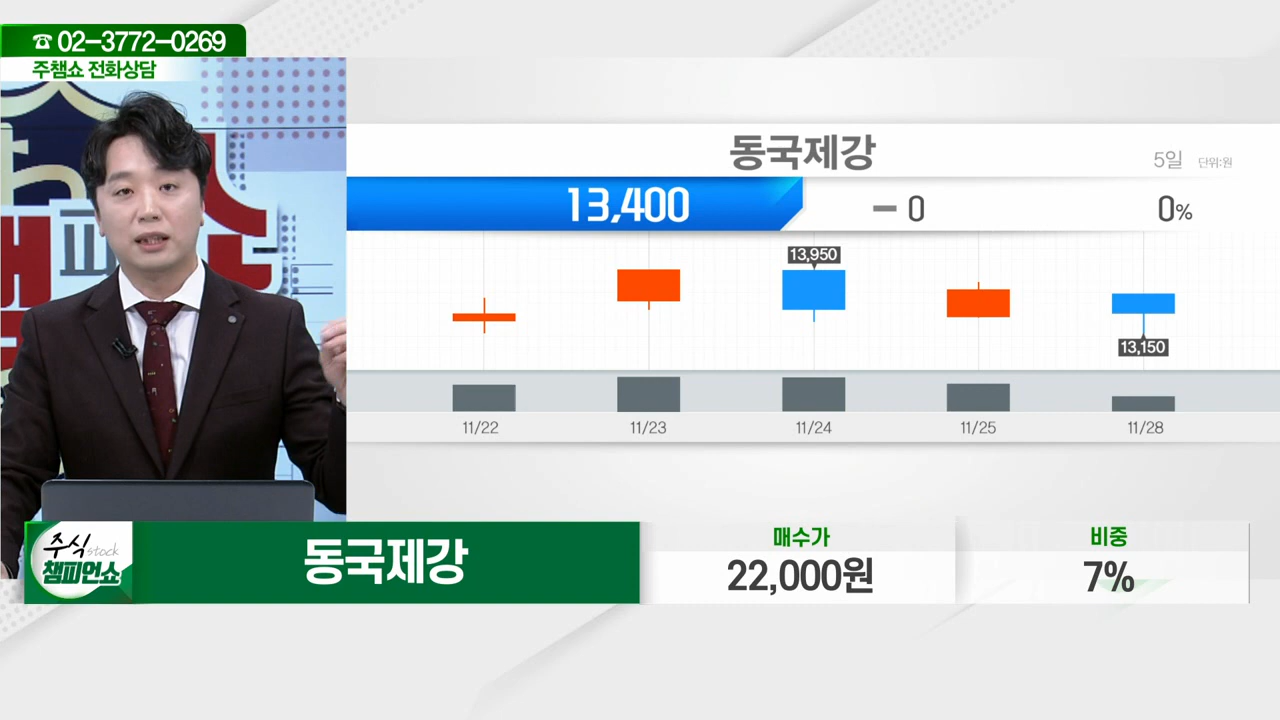 ☎ 02-3772-0269
주챔쇼 전화상담
동국제강
5일 단위:원
13,400
0
0%
13,950
13,150
11/22 11/23 11/24 11/25 11/28
주식 stock
챔피언쇼
동국제강
매수가
22,000원
비중
7%